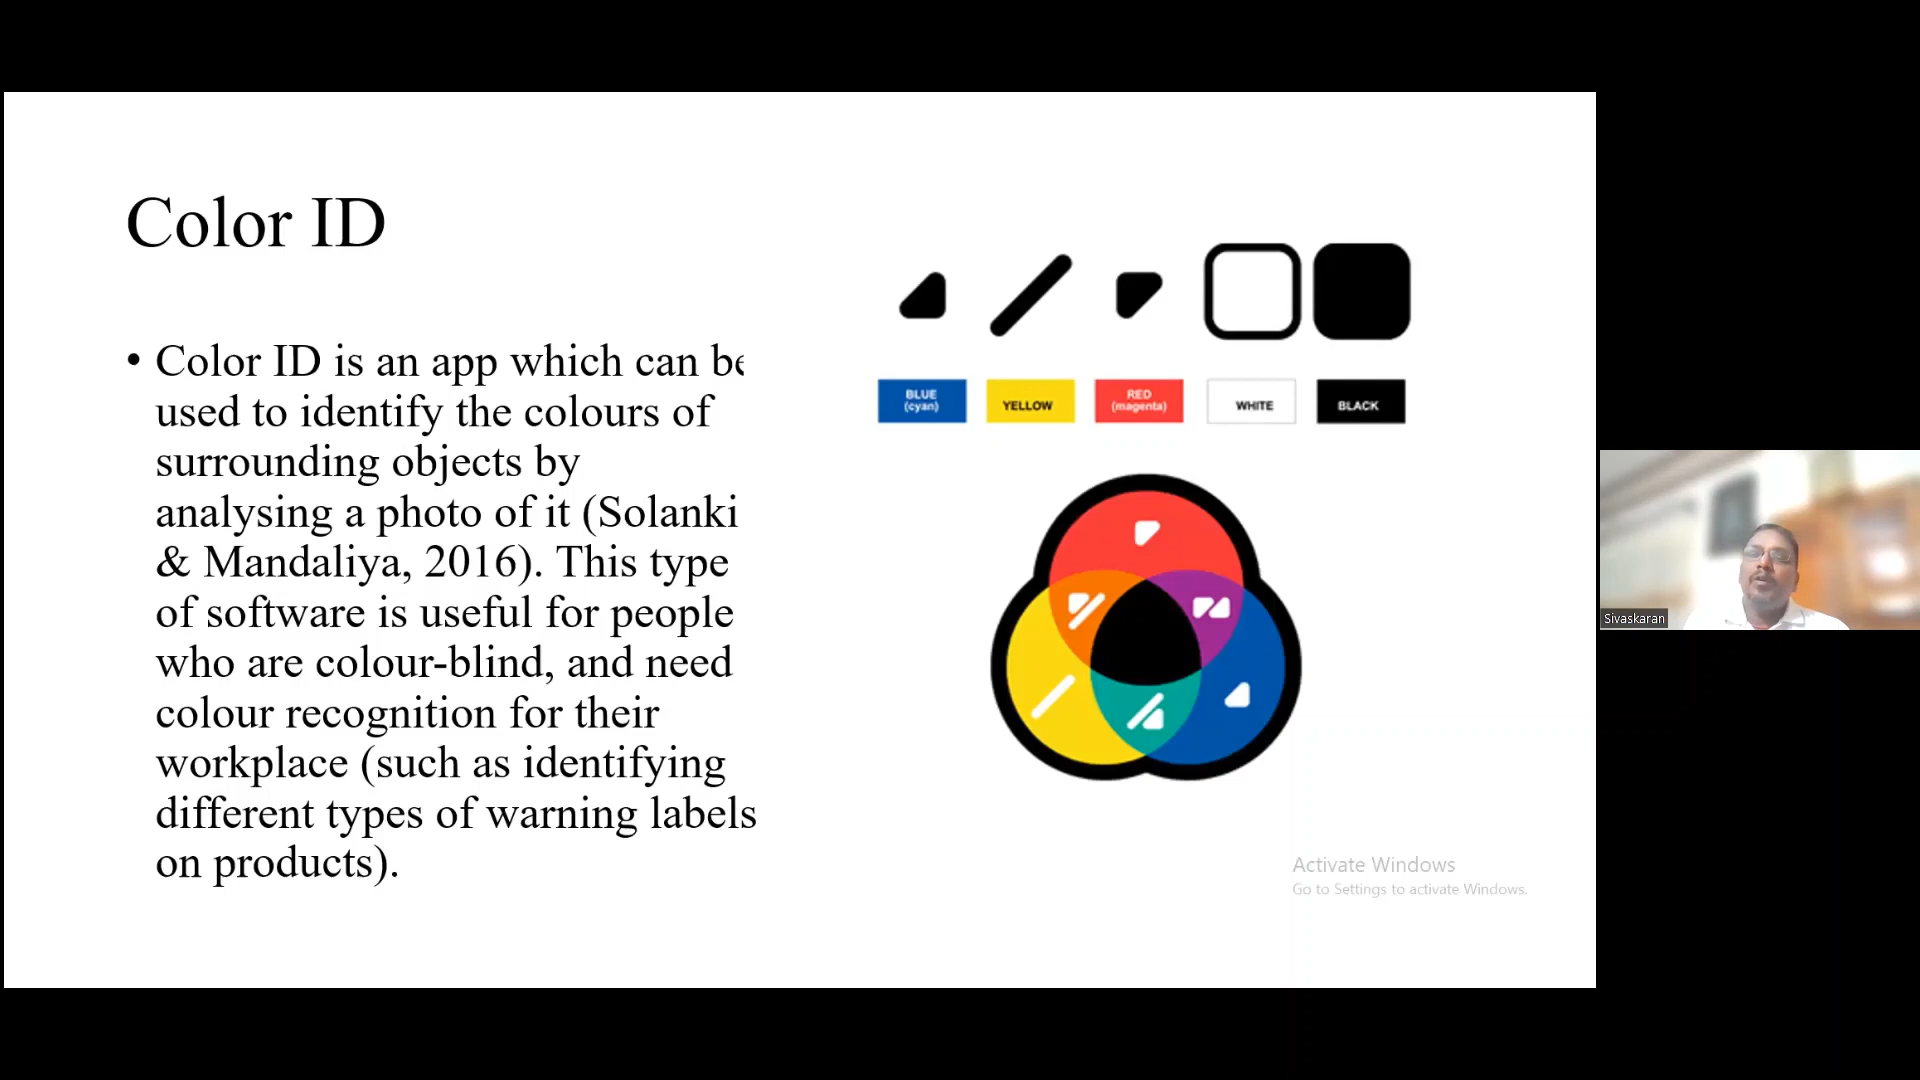 Color ID
• Color ID is an app which can be
used to identify the colours of
surrounding objects by
analysing a photo of it (Solanki
& Mandaliya, 2016). This type
of software is useful for people
who are colour-blind, and need
colour recognition for their
workplace (such as identifying
different types of warning labels
on products).
BLUE
(cyan)
YELLOW
RED
(magenta)
WHITE
BLACK
Activate Windows
Go to Settings to activate Windows.
Sivaskaran